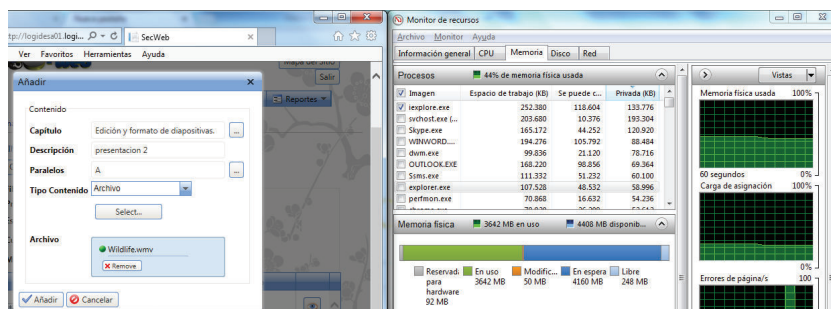 tp://logidesa01.logi...
SecWeb
Ver Favoritos Herramientas Ayuda
Mapa del Sitio
Salir
Reportes
Añadir
Contenido
Capítulo Edición y formato de diapositivas. ...
Descripción presentacion 2
Paralelos A ...
Tipo Contenido Archivo
Select...
Archivo
Wildlife.wmv
Remove
Añadir Cancelar
Monitor de recursos
Archivo Monitor Ayuda
Información general CPU Memoria Disco Red
Procesos 44% de memoria física usada
Imagen Espacio de trabajo (KB) Se puede c... Privada (KB)
iexplore.exe 252.380 118.604 133.776
svchost.exe (... 203.680 10.376 193.304
Skype.exe 165.172 44.252 120.920
WINWORD.... 194.276 105.792 88.484
dwm.exe 99.836 21.120 78.716
OUTLOOK.EXE 168.220 98.856 69.364
Ssms.exe 111.332 51.232 60.100
explorer.exe 107.528 48.532 58.996
perfmon.exe 70.868 16.632 54.236
Memoria física 3642 MB en uso 4408 MB disponib...
Reservada
para
hardware
92 MB
En uso
3642 MB
Modific...
50 MB
En espera
4160 MB
Libre
248 MB
Vistas
Memoria física usada 100%
60 segundos 0%
Carga de asignación 100%
0%
Errores de página/s 100